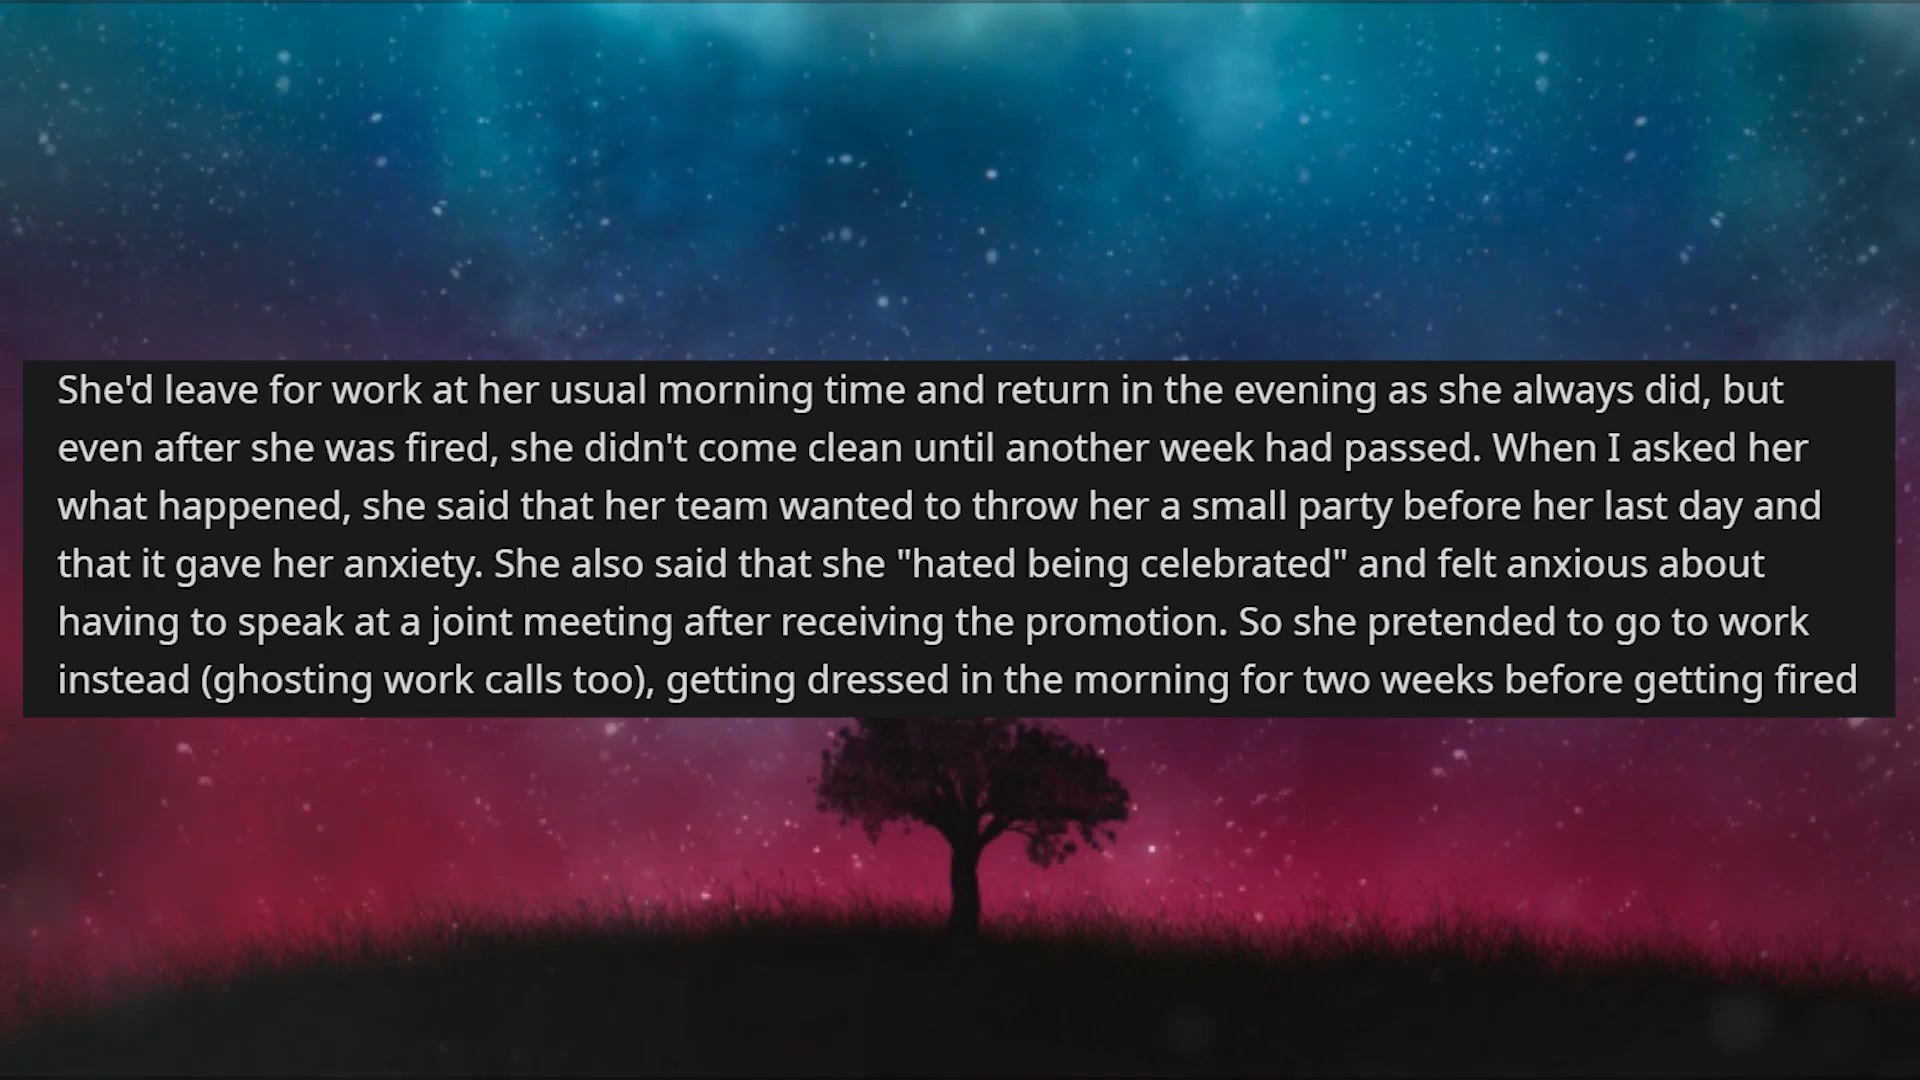 She'd leave for work at her usual morning time and return in the evening as she always did, but
even after she was fired, she didn't come clean until another week had passed. When I asked her
what happened, she said that her team wanted to throw her a small party before her last day and
that it gave her anxiety. She also said that she "hated being celebrated" and felt anxious about
having to speak at a joint meeting after receiving the promotion. So she pretended to go to work
instead (ghosting work calls too), getting dressed in the morning for two weeks before getting fired